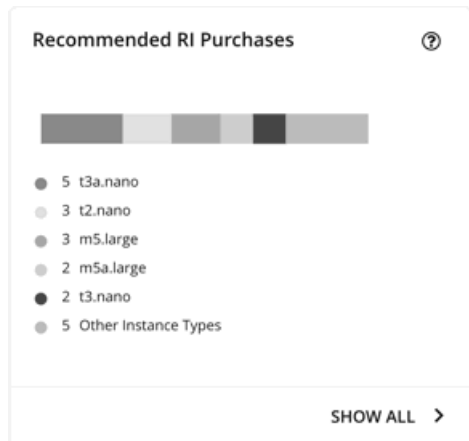 Recommended RI Purchases
5 t3a.nano
3 t2.nano
3 m5.large
2 m5a.large
2 t3.nano
5 Other Instance Types
SHOW ALL